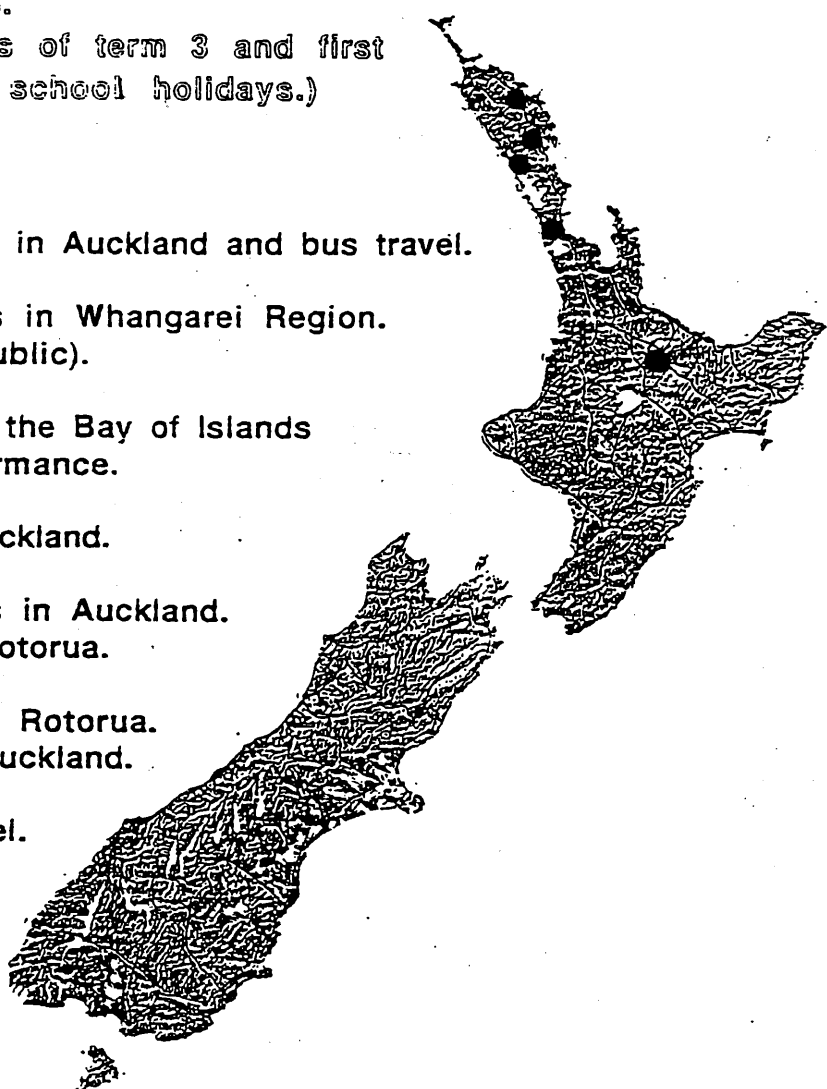 s of term 3 and first
school holidays.)
in Auckland and bus travel.
s in Whangarei Region.
ublic).
the Bay of Islands
rmance.
ckland.
s in Auckland.
otorua.
Rotorua.
uckland.
el.